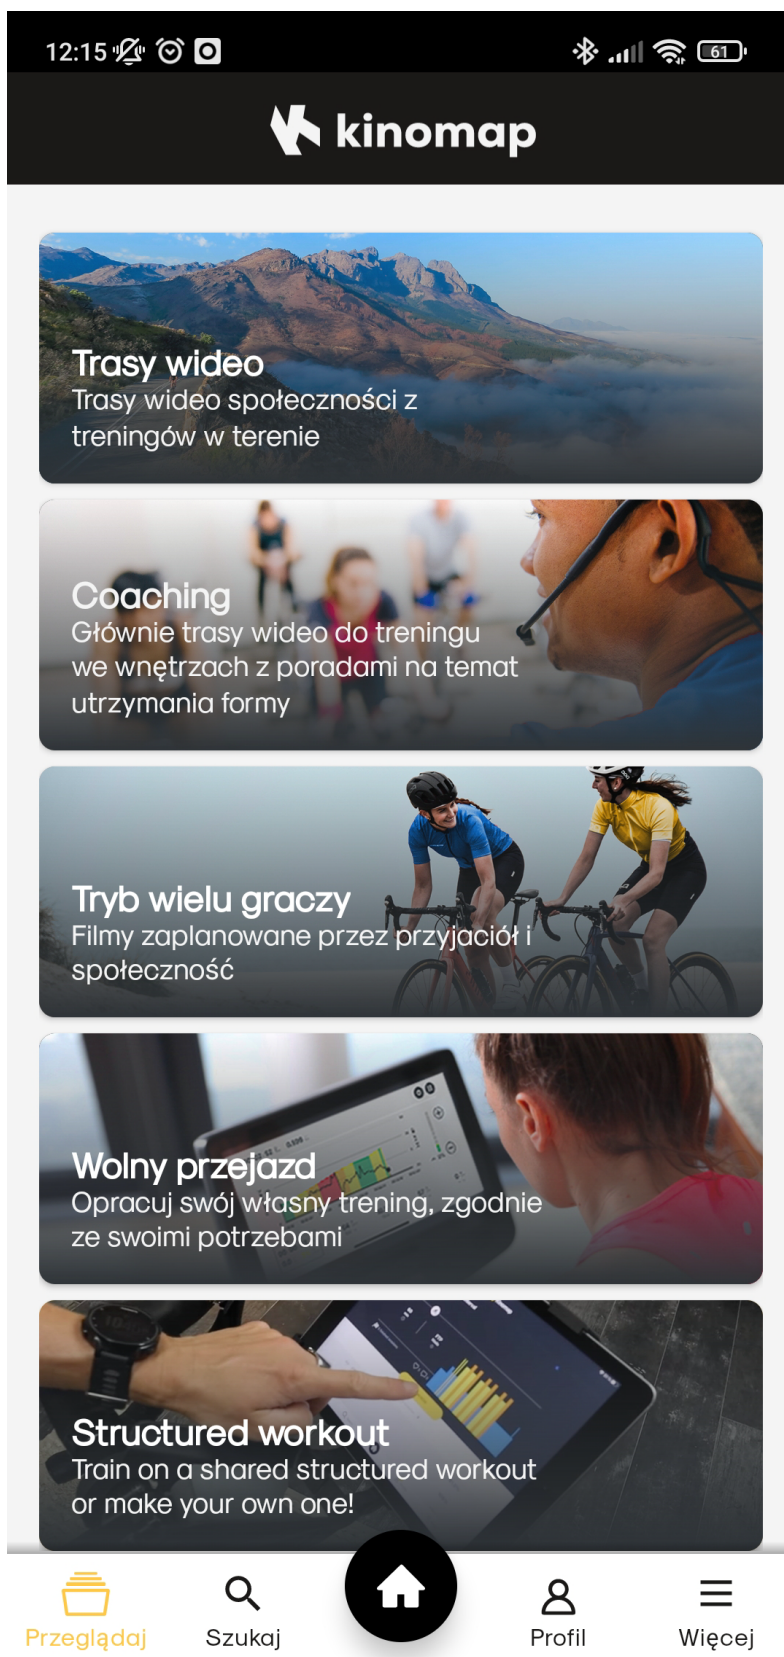 12:15
61
kinomap
Trasy wideo
Trasy wideo społeczności z
treningów w terenie
Coaching
Głównie trasy wideo do treningu
we wnętrzach z poradami na temat
utrzymania formy
Tryb wielu graczy
Filmy zaplanowane przez przyjaciół i
społeczność
Wolny przejazd
Opracuj swój własny trening, zgodnie
ze swoimi potrzebami
Structured workout
Train on a shared structured workout
or make your own one!
Przeglądaj
Szukaj
Profil
Więcej